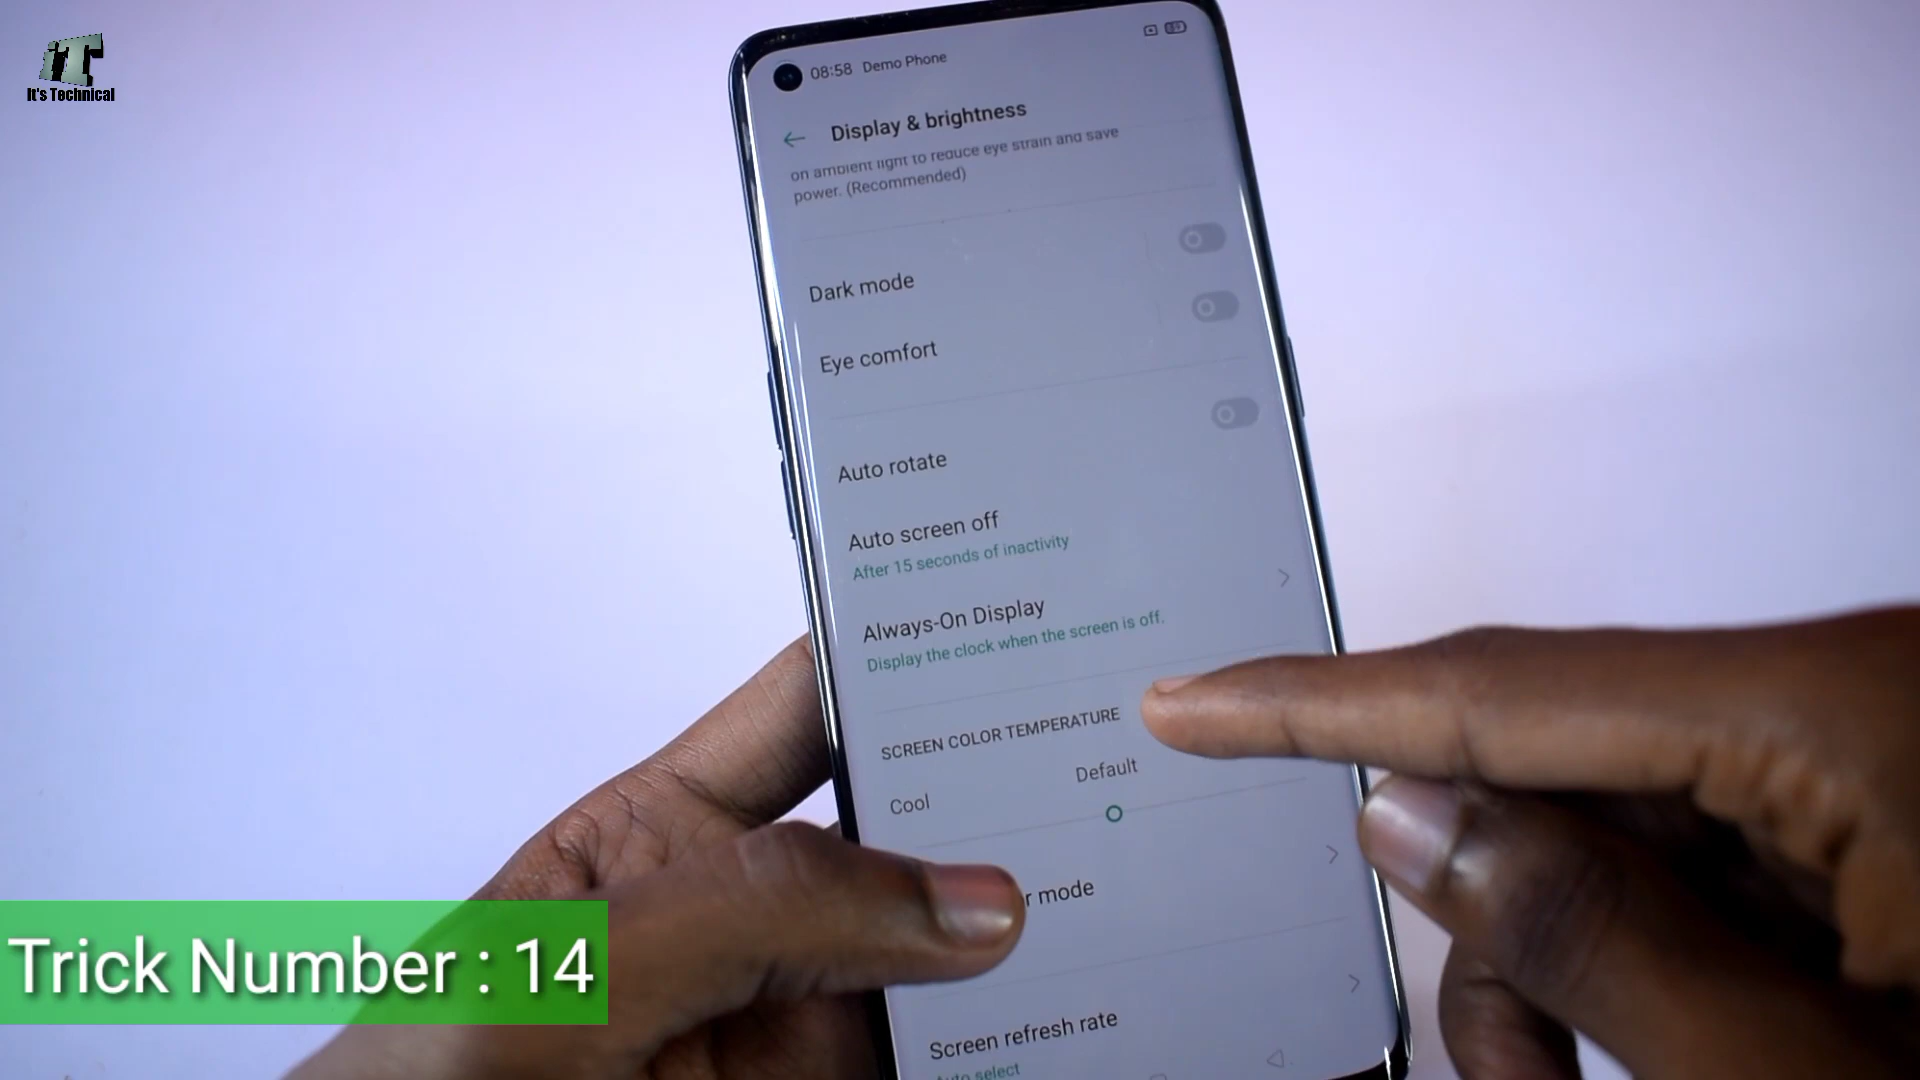 iT
It's Technical
08:58 Demo Phone
Display & brightness
on ambient light to reduce eye strain and save
power. (Recommended)
Dark mode
Eye comfort
Auto rotate
Auto screen off
After 15 seconds of inactivity
Always-On Display
Display the clock when the screen is off.
SCREEN COLOR TEMPERATURE
Default
Cool
r mode
Screen refresh rate
Auto select
Trick Number : 14